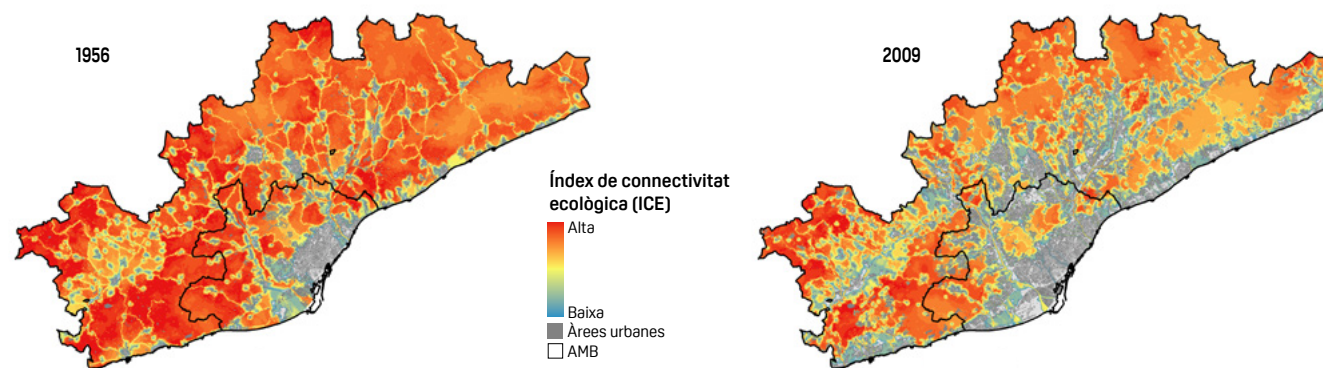 1956
2009
Índex de connectivitat
ecològica (ICE)
Alta
Baixa
Àrees urbanes
AMB